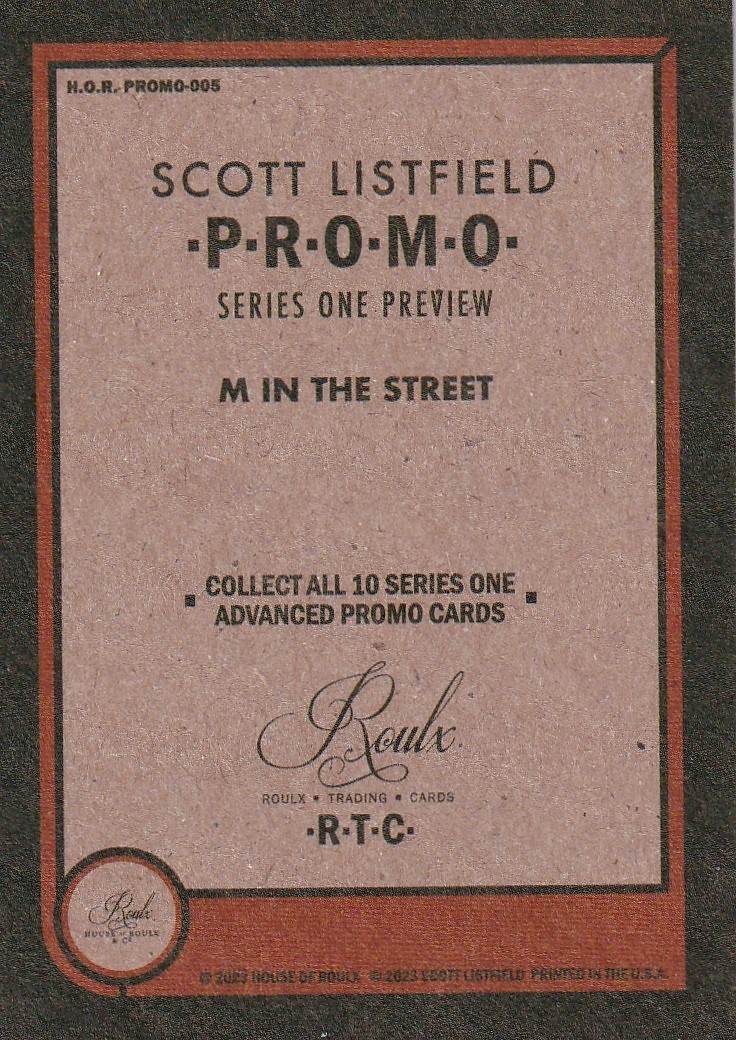 H.O.R. PROMO-005
SCOTT LISTFIELD
·P·R·O·M·O·
SERIES ONE PREVIEW
M IN THE STREET
COLLECT ALL 10 SERIES ONE
ADVANCED PROMO CARDS
Roulx
ROULX • TRADING • CARDS
·R·T·C·
Roulx
HOUSE of ROULX
& Co
© 2023 HOUSE OF ROULX © 2023 SCOTT LISTFIELD PRINTED IN THE U.S.A.